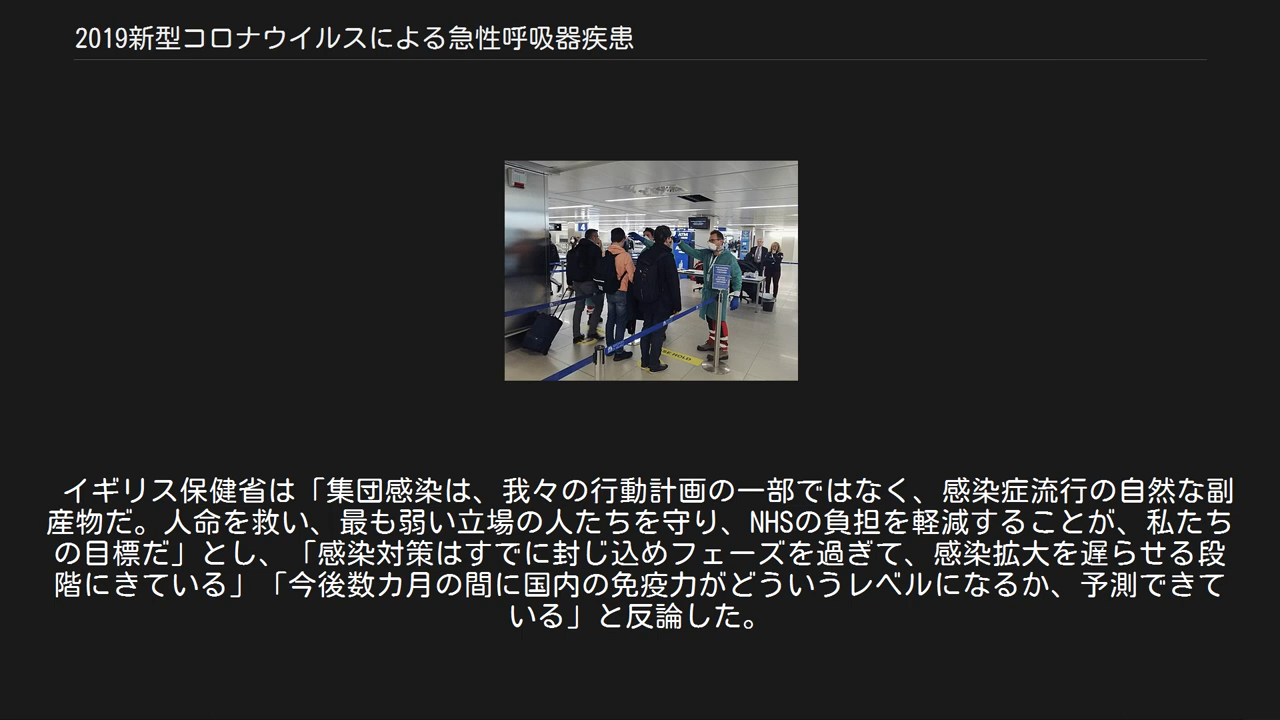 2019新型コロナウイルスによる急性呼吸器疾患
4
ATM
SE HOLD
イギリス保健省は「集団感染は、我々の行動計画の一部ではなく、感染症流行の自然な副
産物だ。人命を救い、最も弱い立場の人たちを守り、NHSの負担を軽減することが、私たち
の目標だ」とし、「感染対策はすでに封じ込めフェーズを過ぎて、感染拡大を遅らせる段
階にきている」「今後数カ月の間に国内の免疫力がどういうレベルになるか、予測できて
いる」と反論した。